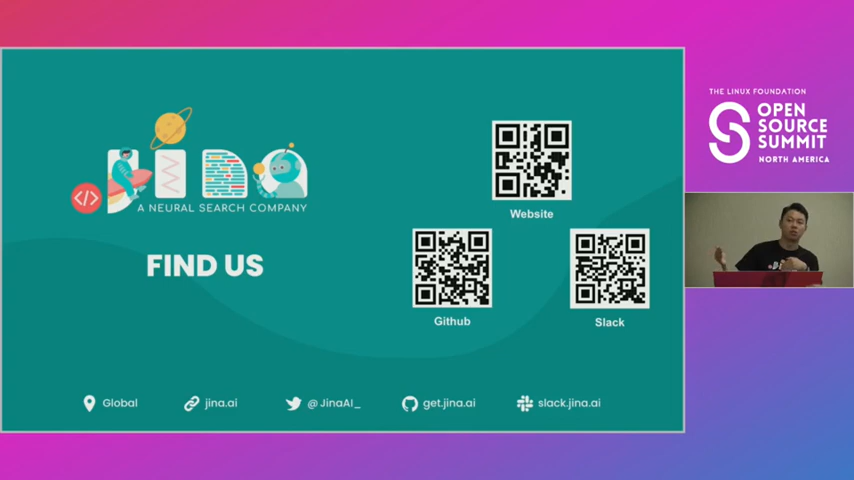 JINA
A NEURAL SEARCH COMPANY
FIND US
Website
Github
Slack
Global
jina.ai
@JinaAI_
get.jina.ai
slack.jina.ai
THE LINUX FOUNDATION
OPEN
SOURCE
SUMMIT
NORTH AMERICA